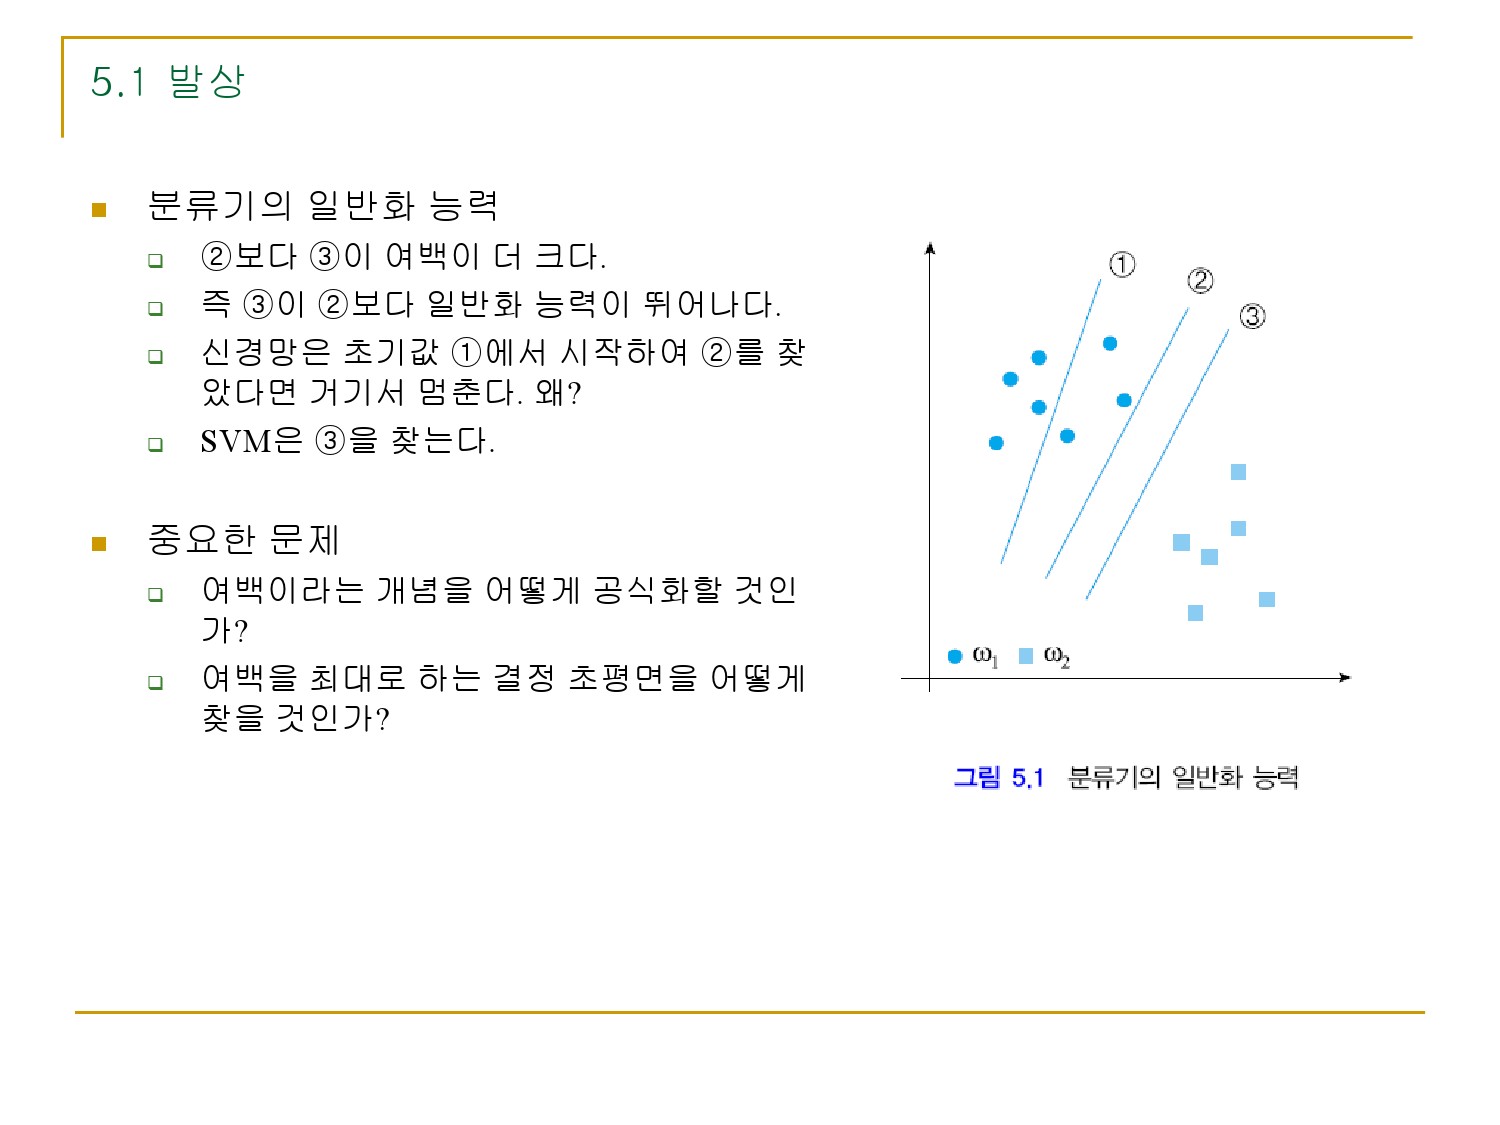 5.1 발상
분류기의 일반화 능력
②보다 ③이 여백이 더 크다.
즉 ③이 ②보다 일반화 능력이 뛰어나다.
신경망은 초기값 ①에서 시작하여 ②를 찾
았다면 거기서 멈춘다. 왜?
SVM은 ③을 찾는다.
중요한 문제
여백이라는 개념을 어떻게 공식화할 것인
가?
여백을 최대로 하는 결정 초평면을 어떻게
찾을 것인가?
①
②
③
ω1 ω2
그림 5.1 분류기의 일반화 능력